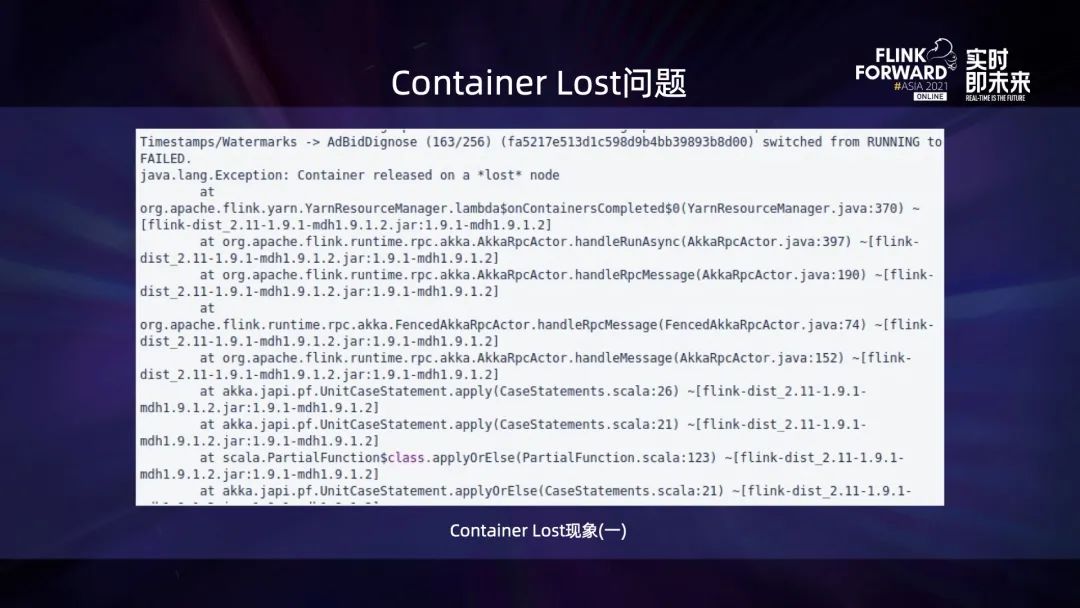 FLINK
FORWARD
#ASIA 2021
ONLINE
实时
即未来
REAL-TIME IS THE FUTURE
Container Lost问题
Timestamps/Watermarks -> AdBidDignose (163/256) (fa5217e513d1c598d9b4bb39893b8d00) switched from RUNNING to
FAILED.
java.lang.Exception: Container released on a *lost* node
at
org.apache.flink.yarn.YarnResourceManager.lambda$onContainersCompleted$0(YarnResourceManager.java:370) ~
[flink-dist_2.11-1.9.1-mdh1.9.1.2.jar:1.9.1-mdh1.9.1.2]
at org.apache.flink.runtime.rpc.akka.AkkaRpcActor.handleRunAsync(AkkaRpcActor.java:397) ~[flink-
dist_2.11-1.9.1-mdh1.9.1.2.jar:1.9.1-mdh1.9.1.2]
at org.apache.flink.runtime.rpc.akka.AkkaRpcActor.handleRpcMessage(AkkaRpcActor.java:190) ~[flink-
dist_2.11-1.9.1-mdh1.9.1.2.jar:1.9.1-mdh1.9.1.2]
at
org.apache.flink.runtime.rpc.akka.FencedAkkaRpcActor.handleRpcMessage(FencedAkkaRpcActor.java:74) ~[flink-
dist_2.11-1.9.1-mdh1.9.1.2.jar:1.9.1-mdh1.9.1.2]
at org.apache.flink.runtime.rpc.akka.AkkaRpcActor.handleMessage(AkkaRpcActor.java:152) ~[flink-
dist_2.11-1.9.1-mdh1.9.1.2.jar:1.9.1-mdh1.9.1.2]
at akka.japi.pf.UnitCaseStatement.apply(CaseStatements.scala:26) ~[flink-dist_2.11-1.9.1-
mdh1.9.1.2.jar:1.9.1-mdh1.9.1.2]
at akka.japi.pf.UnitCaseStatement.apply(CaseStatements.scala:21) ~[flink-dist_2.11-1.9.1-
mdh1.9.1.2.jar:1.9.1-mdh1.9.1.2]
at scala.PartialFunction$class.applyOrElse(PartialFunction.scala:123) ~[flink-dist_2.11-1.9.1-
mdh1.9.1.2.jar:1.9.1-mdh1.9.1.2]
at akka.japi.pf.UnitCaseStatement.applyOrElse(CaseStatements.scala:21) ~[flink-dist_2.11-1.9.1-
Container Lost现象(一)